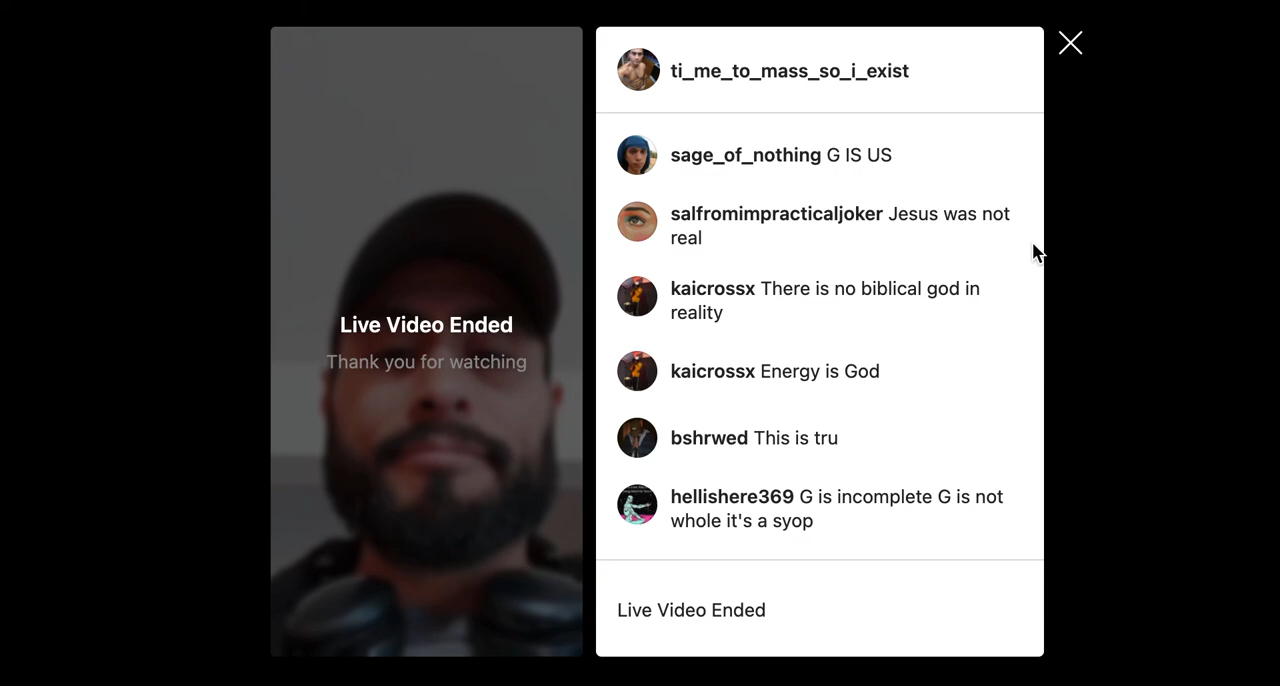 Live Video Ended
Thank you for watching
ti_me_to_mass_so_i_exist
sage_of_nothing G IS US
salfromimpracticaljoker Jesus was not
real
kaicrossx There is no biblical god in
reality
kaicrossx Energy is God
bshrwed This is tru
hellishere369 G is incomplete G is not
whole it's a syop
Live Video Ended